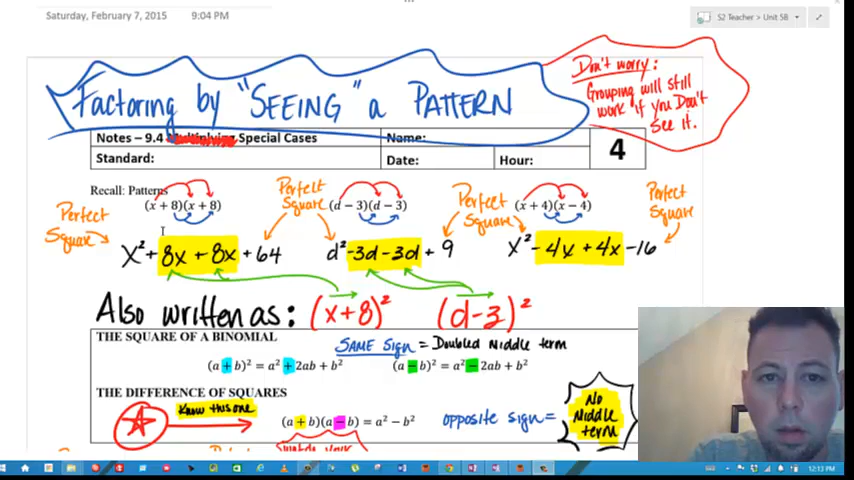 Saturday, February 7, 2015 9:04 PM
S2 Teacher > Unit 5B
Factoring by "SEEING" a PATTERN
Don't worry:
Grouping will still
work if you Don't
See it.
Notes – 9.4 Multiplying Special Cases
Name:
4
Standard:
Date:
Hour:
Recall: Patterns
(x + 8)(x + 8)
Perfect
Square
(d − 3)(d − 3)
Perfect
Square
(x + 4)(x − 4)
Perfect
Square
Perfect
Square
x² + 8x + 8x + 64
d² - 3d - 3d + 9
x² - 4x + 4x - 16
Also written as: (x+8)² (d-3)²
THE SQUARE OF A BINOMIAL
SAME Sign = Doubled Middle term
(a + b)² = a² + 2ab + b²
(a − b)² = a² − 2ab + b²
THE DIFFERENCE OF SQUARES
Know this one
(a + b)(a − b) = a² − b²
opposite sign =
No
Middle
term
12:13 PM